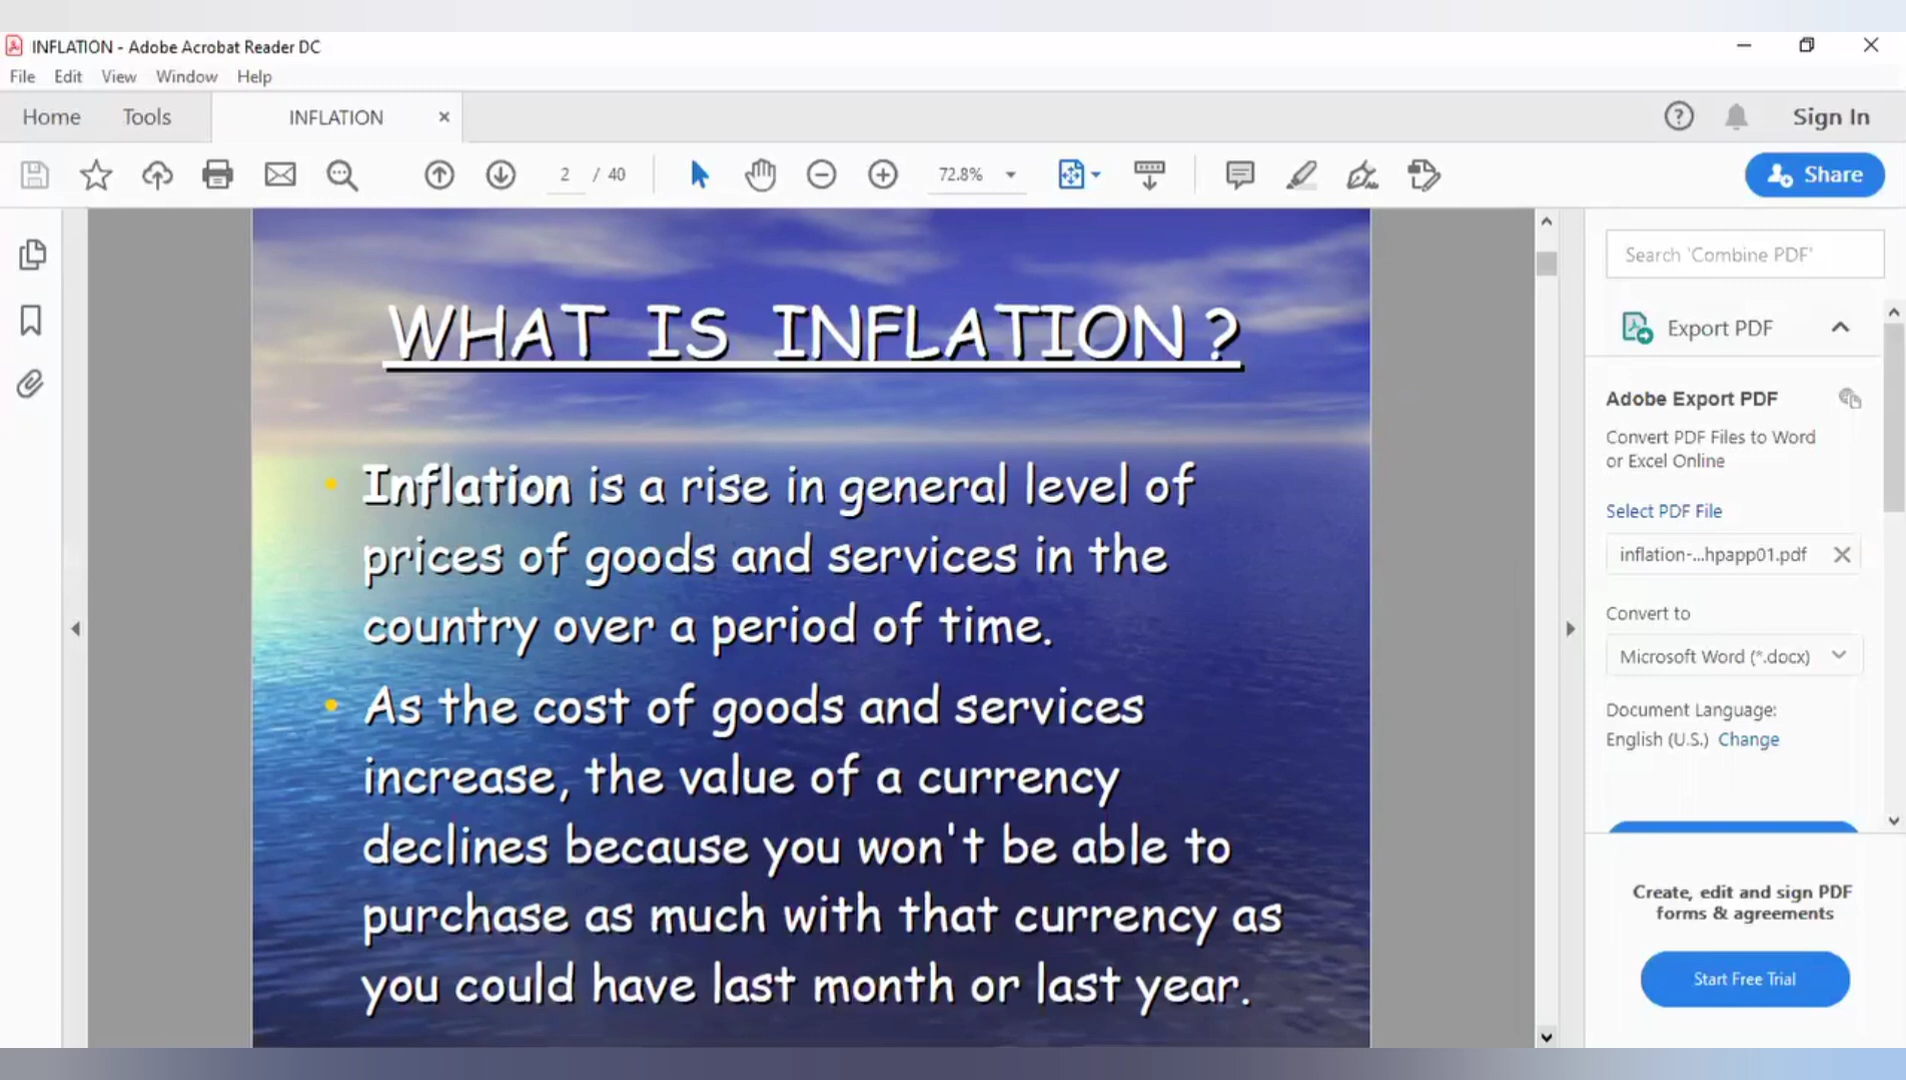 INFLATION - Adobe Acrobat Reader DC
File Edit View Window Help
Home Tools INFLATION × Sign In
2 / 40 72.8% Share
Search 'Combine PDF'
Export PDF
Adobe Export PDF
Convert PDF Files to Word
or Excel Online
Select PDF File
inflation-...hpapp01.pdf
Convert to
Microsoft Word (*.docx)
Document Language:
English (U.S.) Change
Create, edit and sign PDF
forms & agreements
Start Free Trial
WHAT IS INFLATION ?
• Inflation is a rise in general level of
prices of goods and services in the
country over a period of time.
• As the cost of goods and services
increase, the value of a currency
declines because you won't be able to
purchase as much with that currency as
you could have last month or last year.